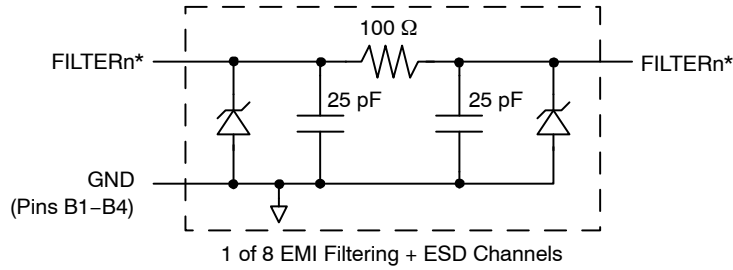 100 Ω
FILTERn*
FILTERn*
25 pF
25 pF
GND
(Pins B1−B4)
1 of 8 EMI Filtering + ESD Channels